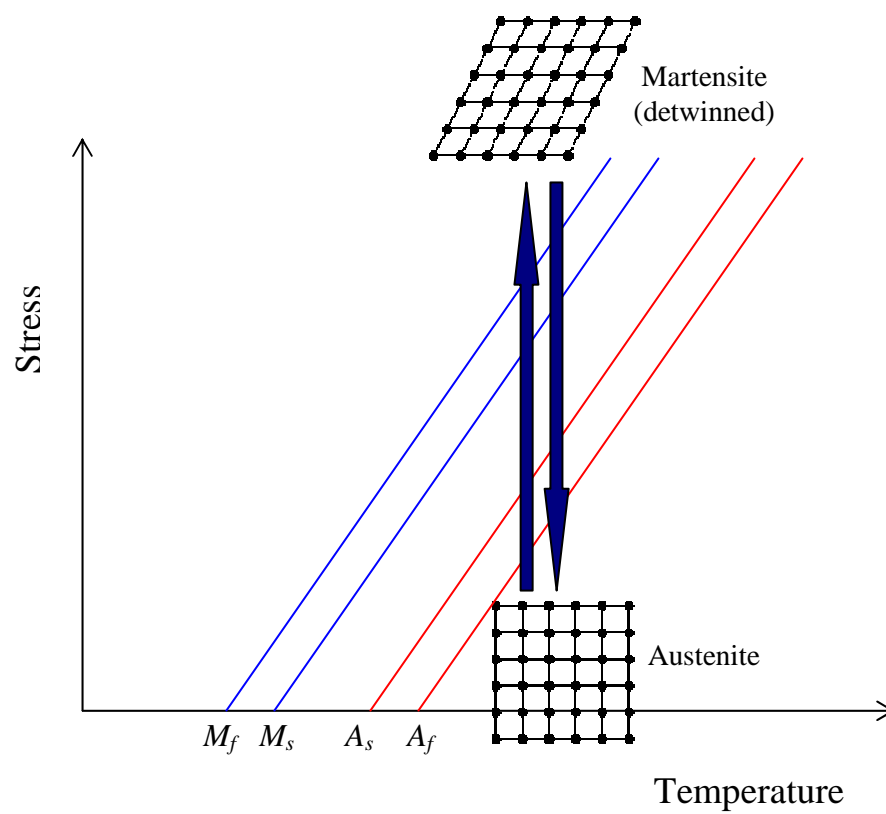 Martensite
(detwinned)
Stress
Austenite
M_f M_s A_s A_f
Temperature